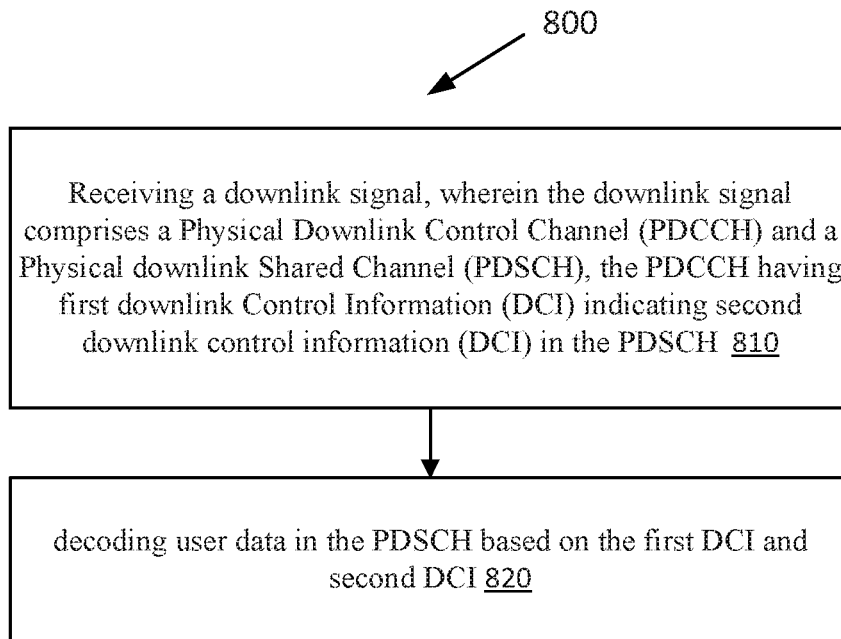 800
Receiving a downlink signal, wherein the downlink signal
comprises a Physical Downlink Control Channel (PDCCH) and a
Physical downlink Shared Channel (PDSCH), the PDCCH having
first downlink Control Information (DCI) indicating second
downlink control information (DCI) in the PDSCH 810
decoding user data in the PDSCH based on the first DCI and
second DCI 820